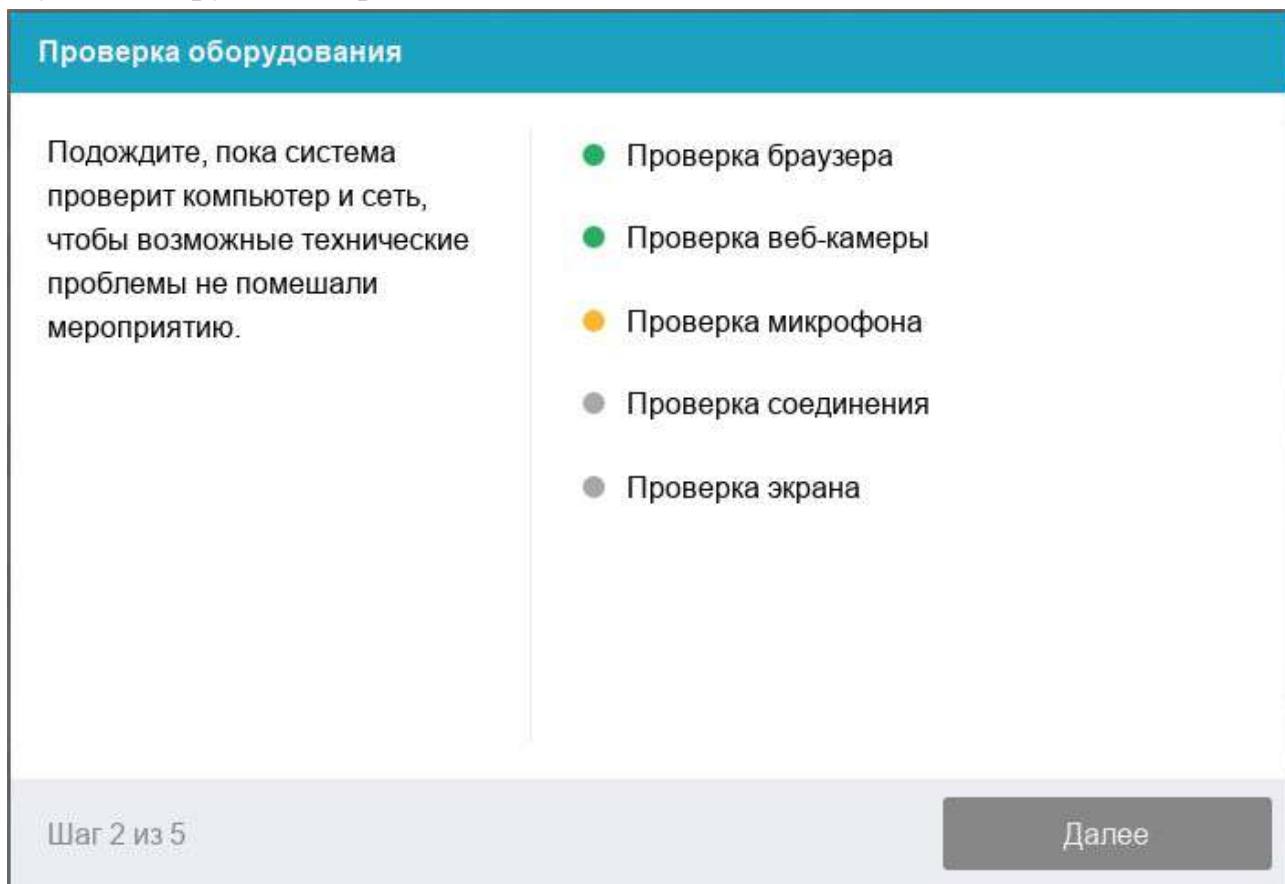 Проверка оборудования
Подождите, пока система
проверит компьютер и сеть,
чтобы возможные технические
проблемы не помешали
мероприятию.
Проверка браузера
Проверка веб-камеры
Проверка микрофона
Проверка соединения
Проверка экрана
Шаг 2 из 5
Далее